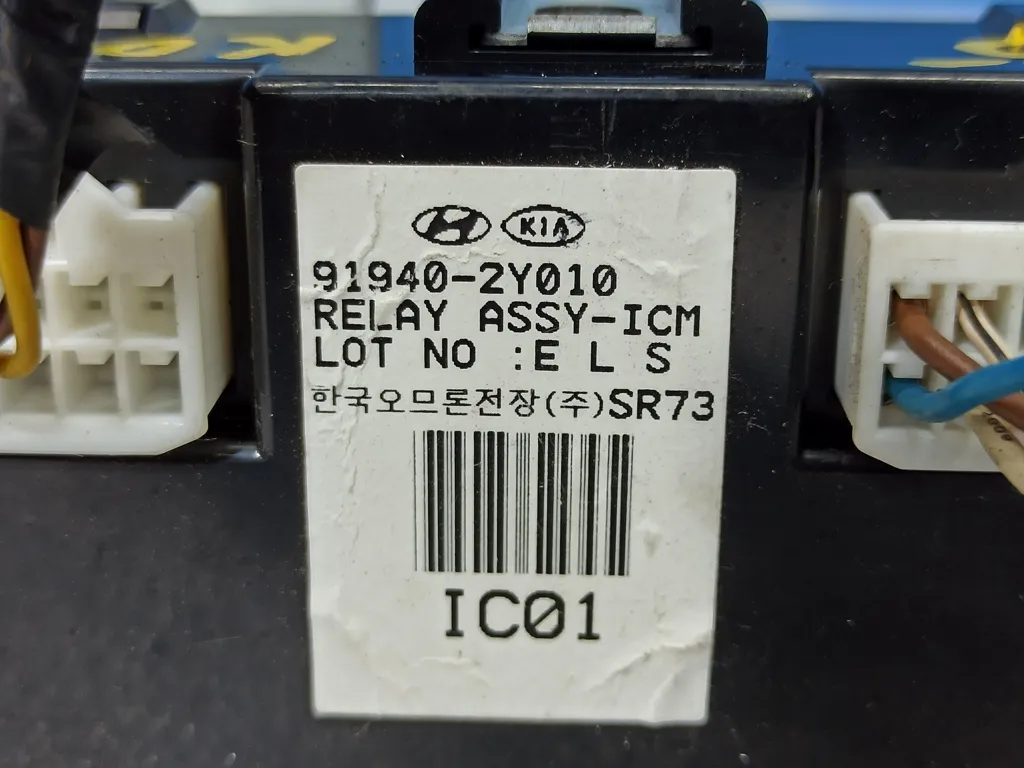 KIA
91940-2Y010
RELAY ASSY-ICM
LOT NO :E L S
한국오므론전장(주)SR73
IC01